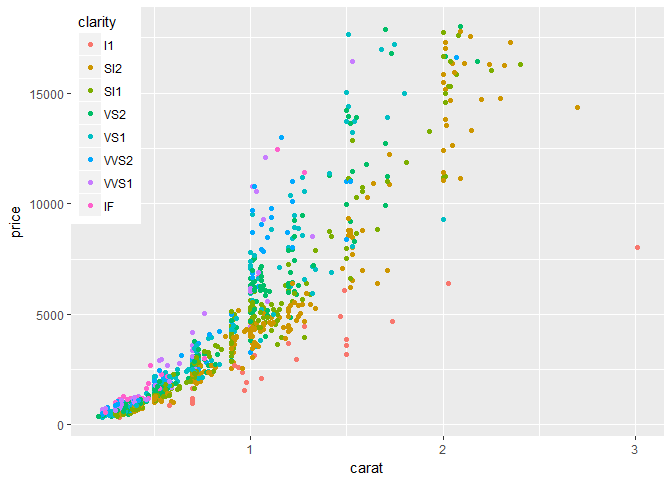 clarity
I1
SI2
SI1
VS2
VS1
VVS2
VVS1
IF
15000
10000
5000
0
price
1
2
3
carat